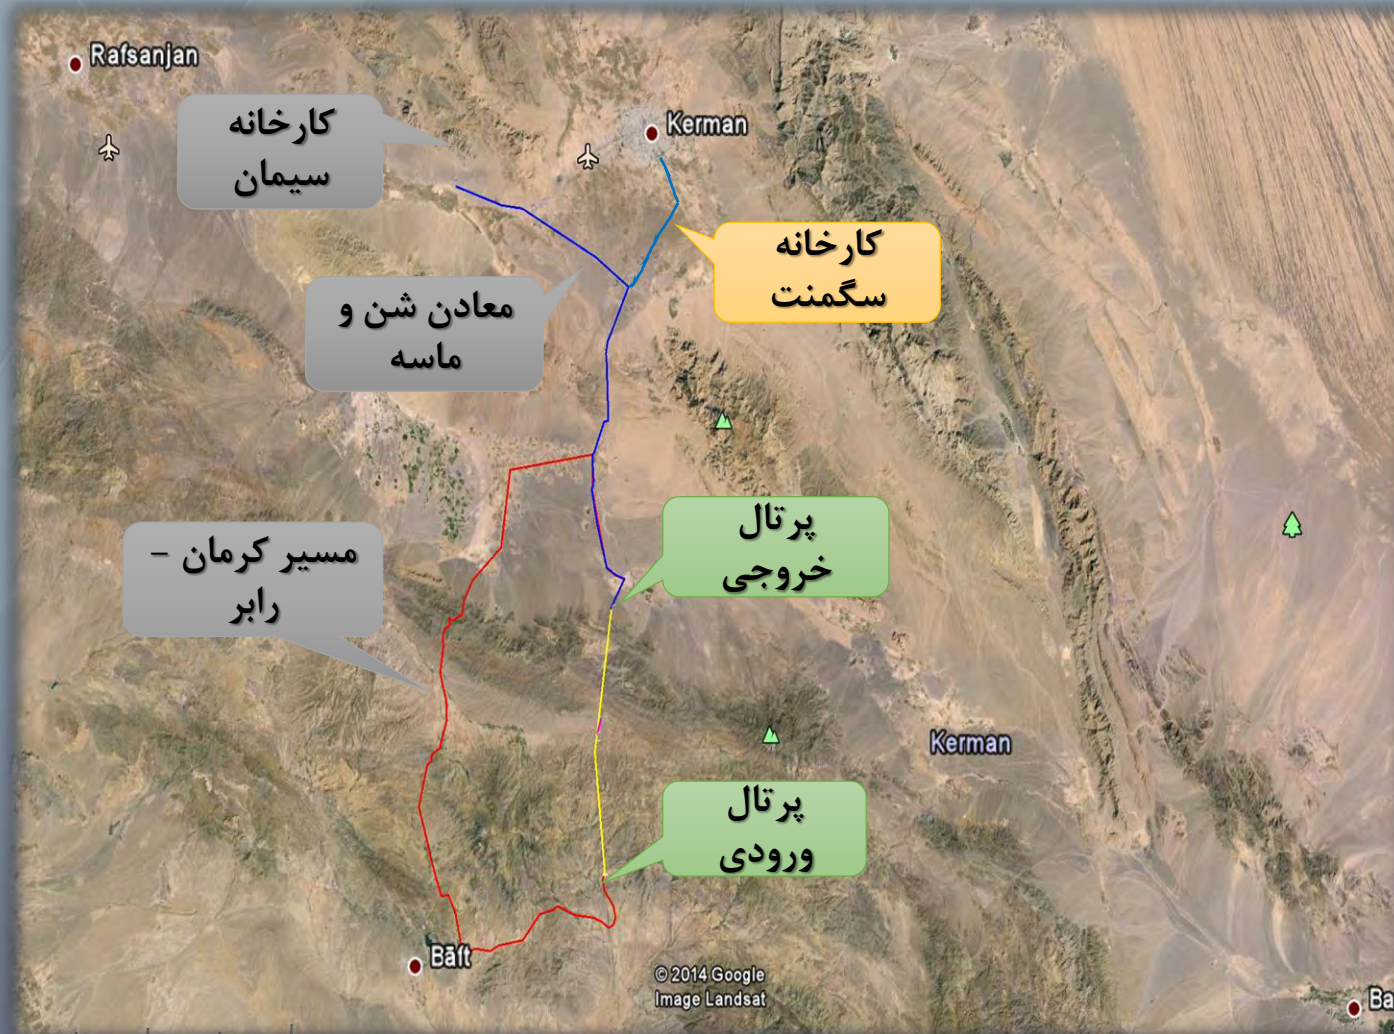 Rafsanjan
کارخانه
سیمان
Kerman
کارخانه
سگمنت
معادن شن و
ماسه
پرتال
خروجی
مسیر کرمان –
رابر
Kerman
پرتال
ورودی
Bāft
© 2014 Google
Image Landsat
Ba